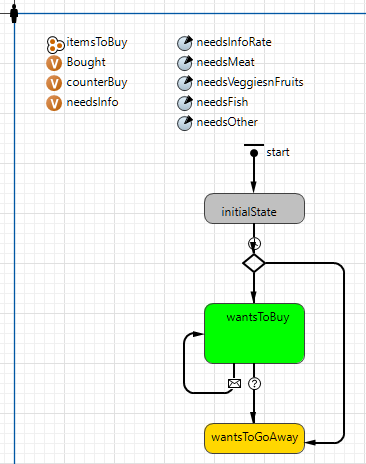 itemsToBuy
V Bought
V counterBuy
V needsInfo
needsInfoRate
needsMeat
needsVeggiesnFruits
needsFish
needsOther
start
initialState
wantsToBuy
?
wantsToGoAway